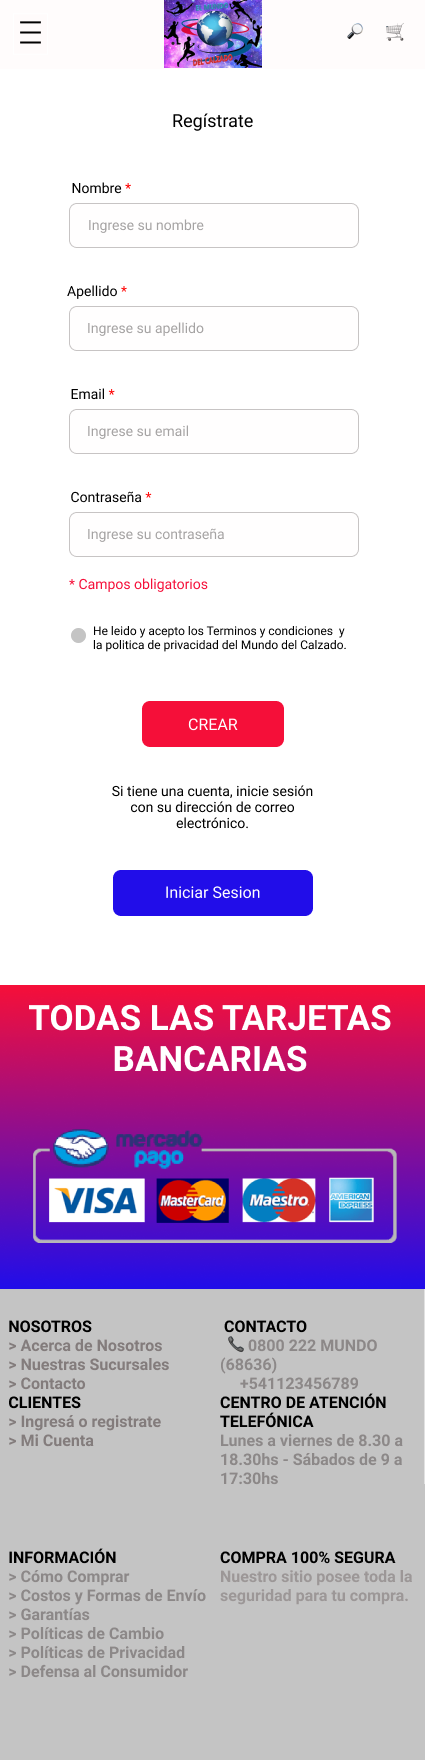 DEL CALZADO
Regístrate
Nombre *
Ingrese su nombre
Apellido *
Ingrese su apellido
Email *
Ingrese su email
Contraseña *
Ingrese su contraseña
* Campos obligatorios
He leido y acepto los Terminos y condiciones y
la politica de privacidad del Mundo del Calzado.
CREAR
Si tiene una cuenta, inicie sesión
con su dirección de correo
electrónico.
Iniciar Sesion
TODAS LAS TARJETAS
BANCARIAS
mercado
pago
VISA
MasterCard
Maestro
AMERICAN
EXPRESS
NOSOTROS
> Acerca de Nosotros
> Nuestras Sucursales
> Contacto
CLIENTES
> Ingresá o registrate
> Mi Cuenta
CONTACTO
0800 222 MUNDO
(68636)
+541123456789
CENTRO DE ATENCIÓN
TELEFÓNICA
Lunes a viernes de 8.30 a
18.30hs - Sábados de 9 a
17:30hs
INFORMACIÓN
> Cómo Comprar
> Costos y Formas de Envío
> Garantías
> Políticas de Cambio
> Políticas de Privacidad
> Defensa al Consumidor
COMPRA 100% SEGURA
Nuestro sitio posee toda la
seguridad para tu compra.